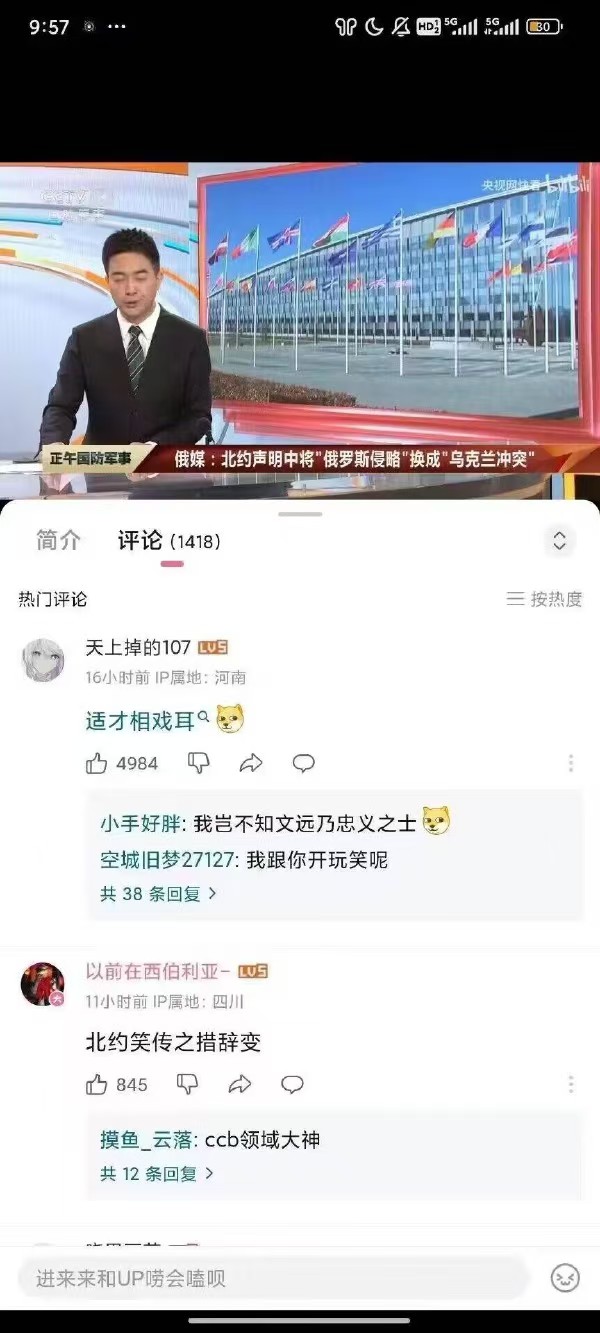 9:57
HD 5G 5G 30
央视网快看 bilibili
正午国防军事 俄媒：北约声明中将"俄罗斯侵略"换成"乌克兰冲突"
简介 评论 (1418)
热门评论 按热度
天上掉的107 LV5
16小时前 IP属地：河南
适才相戏耳
4984
小手好胖: 我岂不知文远乃忠义之士
空城旧梦27127: 我跟你开玩笑呢
共 38 条回复 >
以前在西伯利亚- LV5
11小时前 IP属地：四川
北约笑传之措辞变
845
摸鱼_云落: ccb领域大神
共 12 条回复 >
进来来和UP唠会嗑呗